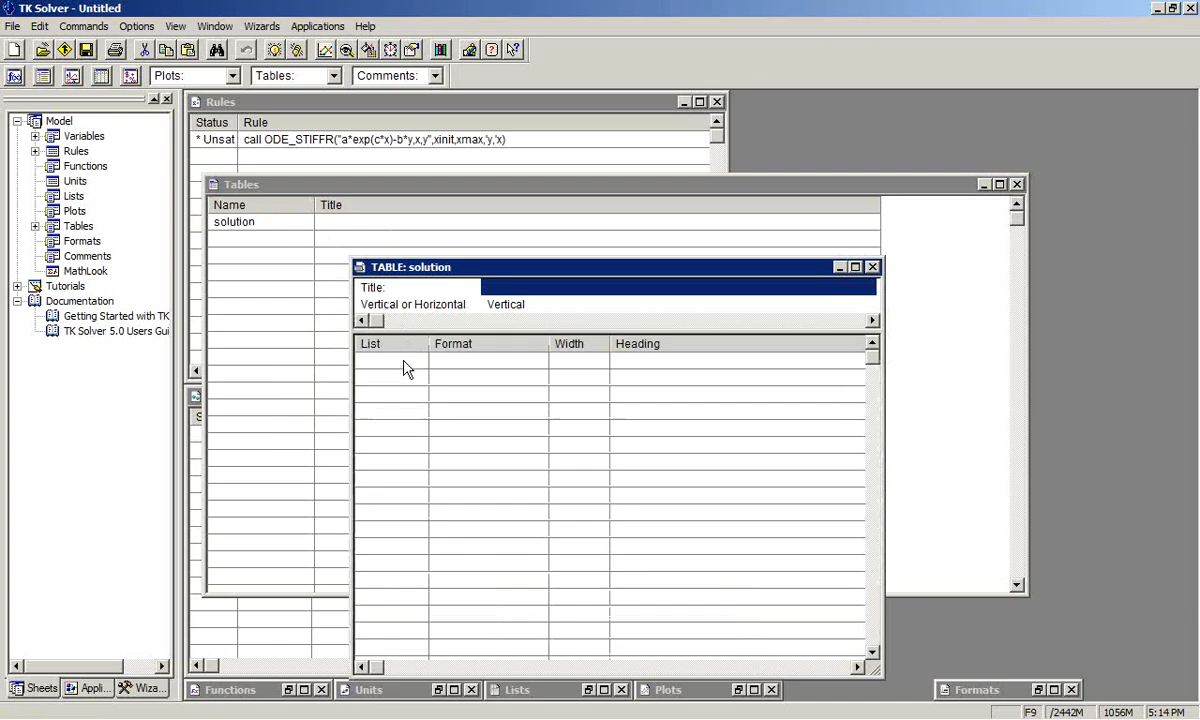 TK Solver - Untitled
File Edit Commands Options View Window Wizards Applications Help
Plots: Tables: Comments:
Model
Variables
Rules
Functions
Units
Lists
Plots
Tables
Formats
Comments
MathLook
Tutorials
Documentation
Getting Started with TK
TK Solver 5.0 Users Gui
Sheets Appli... Wiza...
Rules
Status Rule
* Unsat call ODE_STIFFR("a*exp(c*x)-b*y,x,y",xinit,xmax,'y,'x)
Tables
Name Title
solution
TABLE: solution
Title:
Vertical or Horizontal Vertical
List Format Width Heading
Functions Units Lists Plots Formats
F9 /2442M 1056M 5:14 PM